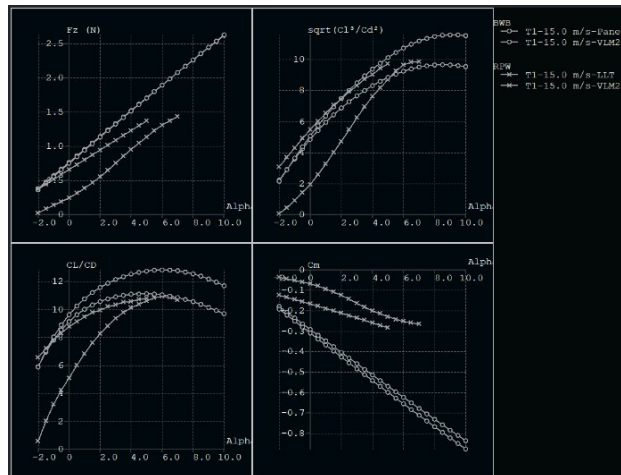 Fz (N)
2.5
2.0
1.5
1.0
0.5
0
-2.0 0 2.0 4.0 6.0 8.0 10.0
Alpha
sqrt(Cl³/Cd²)
10
8
6
4
2
0
-2.0 0 2.0 4.0 6.0 8.0 10.0
Alpha
BWB
T1-15.0 m/s-Pane
T1-15.0 m/s-VLM2
RPW
T1-15.0 m/s-LLT
T1-15.0 m/s-VLM2
CL/CD
12
10
8
6
4
2
0
-2.0 0 2.0 4.0 6.0 8.0 10.0
Alpha
Cm
-0.0
-2.0 2.0 4.0 6.0 8.0 10.0
Alpha
-0.1
-0.2
-0.3
-0.4
-0.5
-0.6
-0.7
-0.8